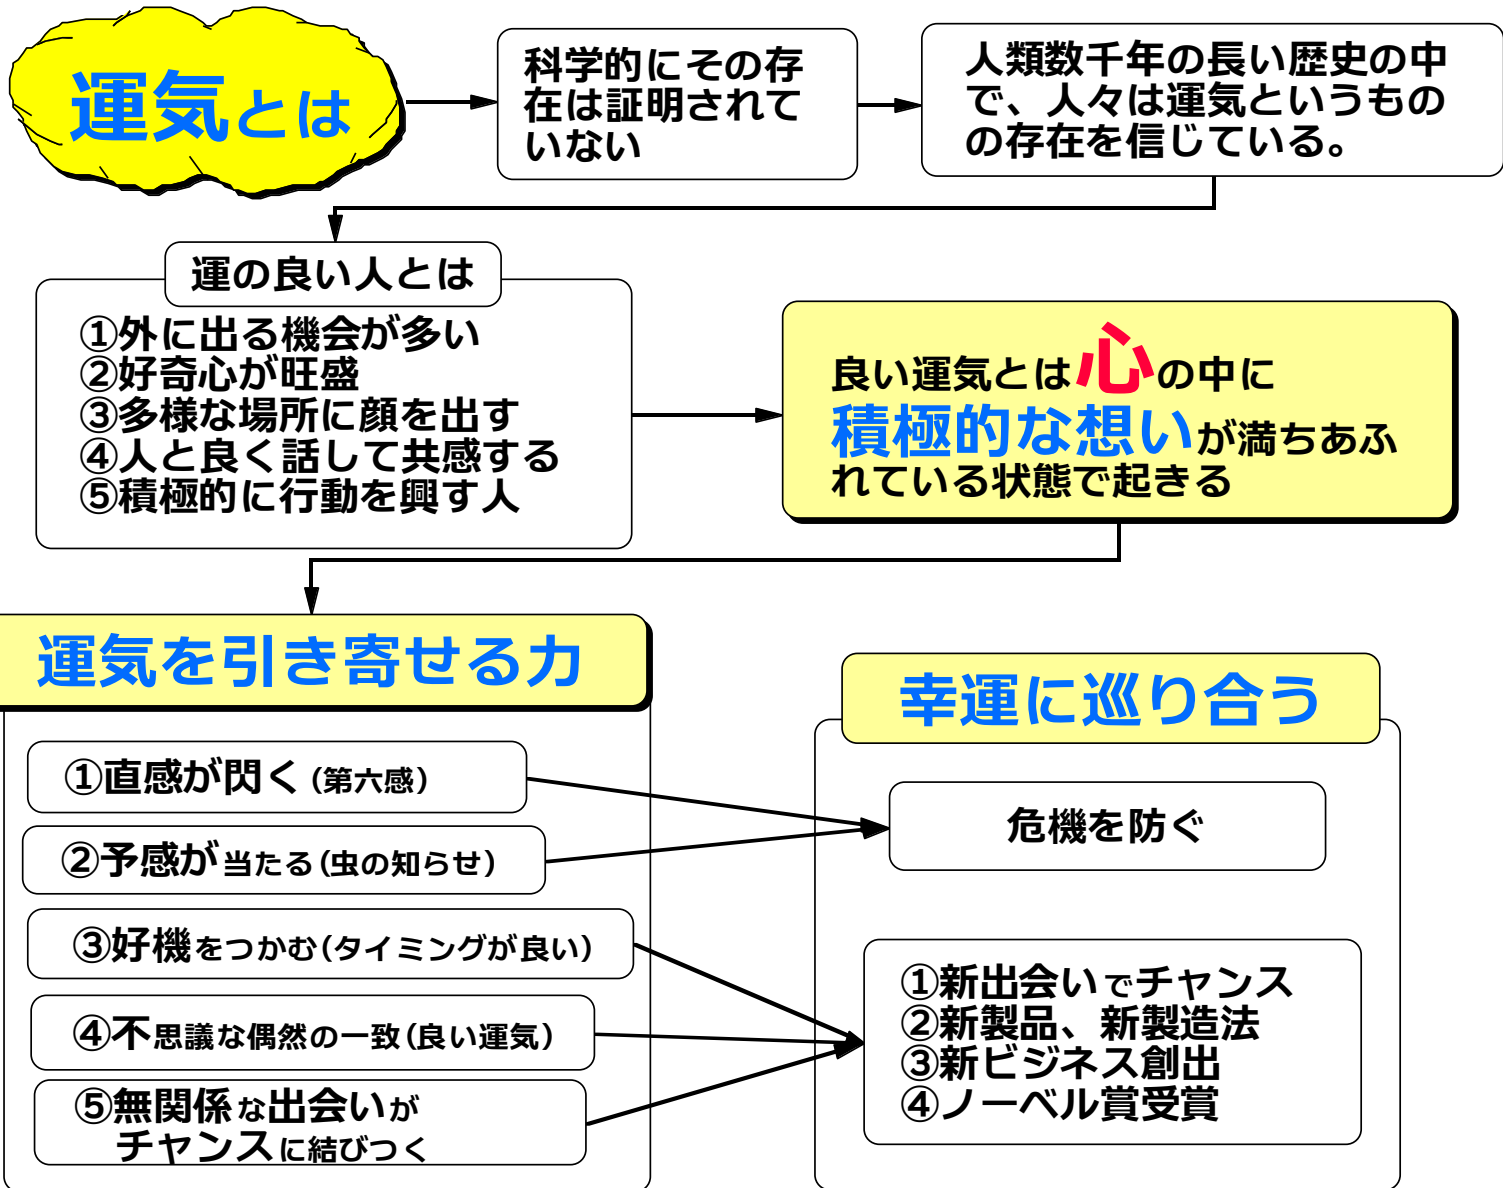 運気とは
科学的にその存
在は証明されて
いない
人類数千年の長い歴史の中
で、人々は運気というもの
の存在を信じている。
運の良い人とは
①外に出る機会が多い
②好奇心が旺盛
③多様な場所に顔を出す
④人と良く話して共感する
⑤積極的に行動を興す人
良い運気とは心の中に
積極的な想いが満ちあふ
れている状態で起きる
運気を引き寄せる力
①直感が閃く(第六感)
②予感が当たる(虫の知らせ)
③好機をつかむ(タイミングが良い)
④不思議な偶然の一致(良い運気)
⑤無関係な出会いが
チャンスに結びつく
幸運に巡り合う
危機を防ぐ
①新出会いでチャンス
②新製品、新製造法
③新ビジネス創出
④ノーベル賞受賞